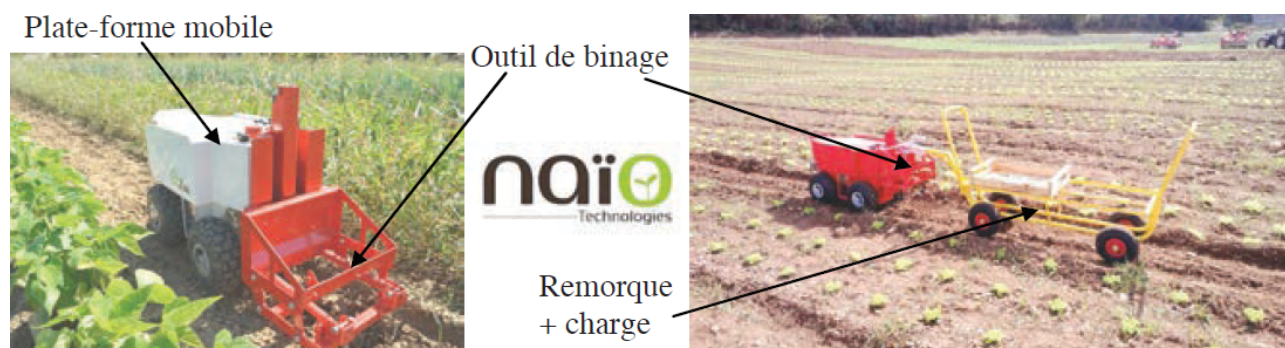 Plate-forme mobile
Outil de binage
naïo
Technologies
Remorque
+ charge